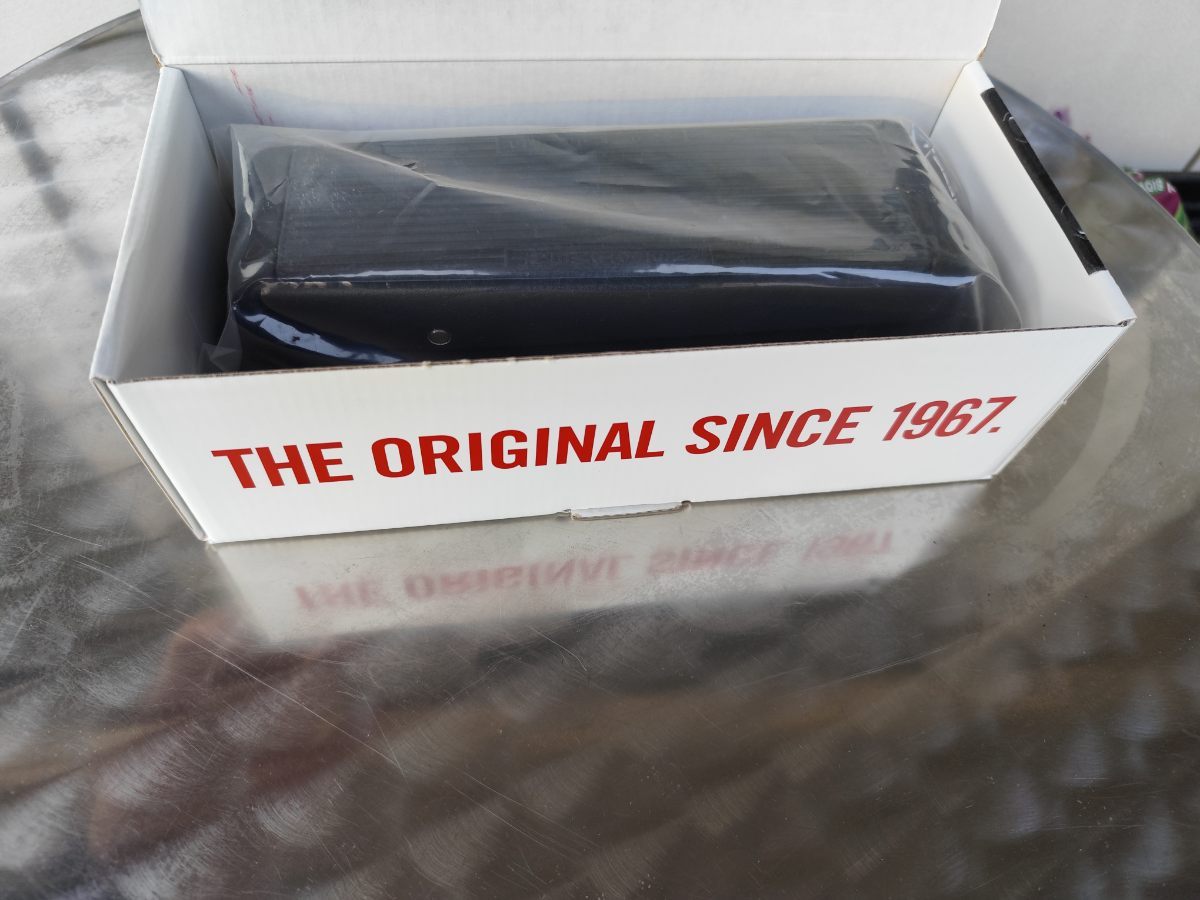 THE ORIGINAL SINCE 1967.